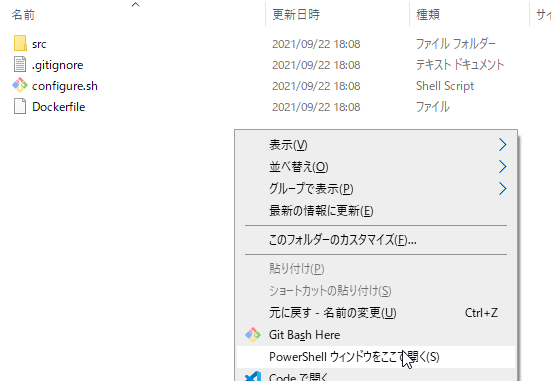 名前 更新日時 種類 サイ
src 2021/09/22 18:08 ファイル フォルダー
.gitignore 2021/09/22 18:08 テキスト ドキュメント
configure.sh 2021/09/22 18:08 Shell Script
Dockerfile 2021/09/22 18:08 ファイル
表示(V)
並べ替え(O)
グループで表示(P)
最新の情報に更新(E)
このフォルダーのカスタマイズ(F)...
貼り付け(P)
ショートカットの貼り付け(S)
元に戻す - 名前の変更(U) Ctrl+Z
Git Bash Here
PowerShell ウィンドウをここで開く(S)
Code で開く